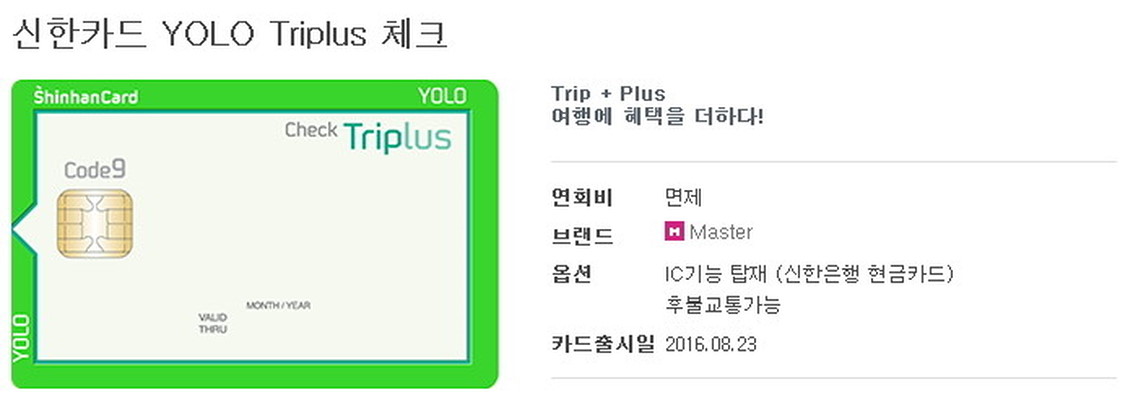 신한카드 YOLO Triplus 체크
ShinhanCard YOLO
Check Triplus
Code9
MONTH / YEAR
VALID
THRU
YOLO
Trip + Plus
여행에 혜택을 더하다!
연회비 면제
브랜드 M Master
옵션 IC기능 탑재 (신한은행 현금카드)
후불교통가능
카드출시일 2016.08.23